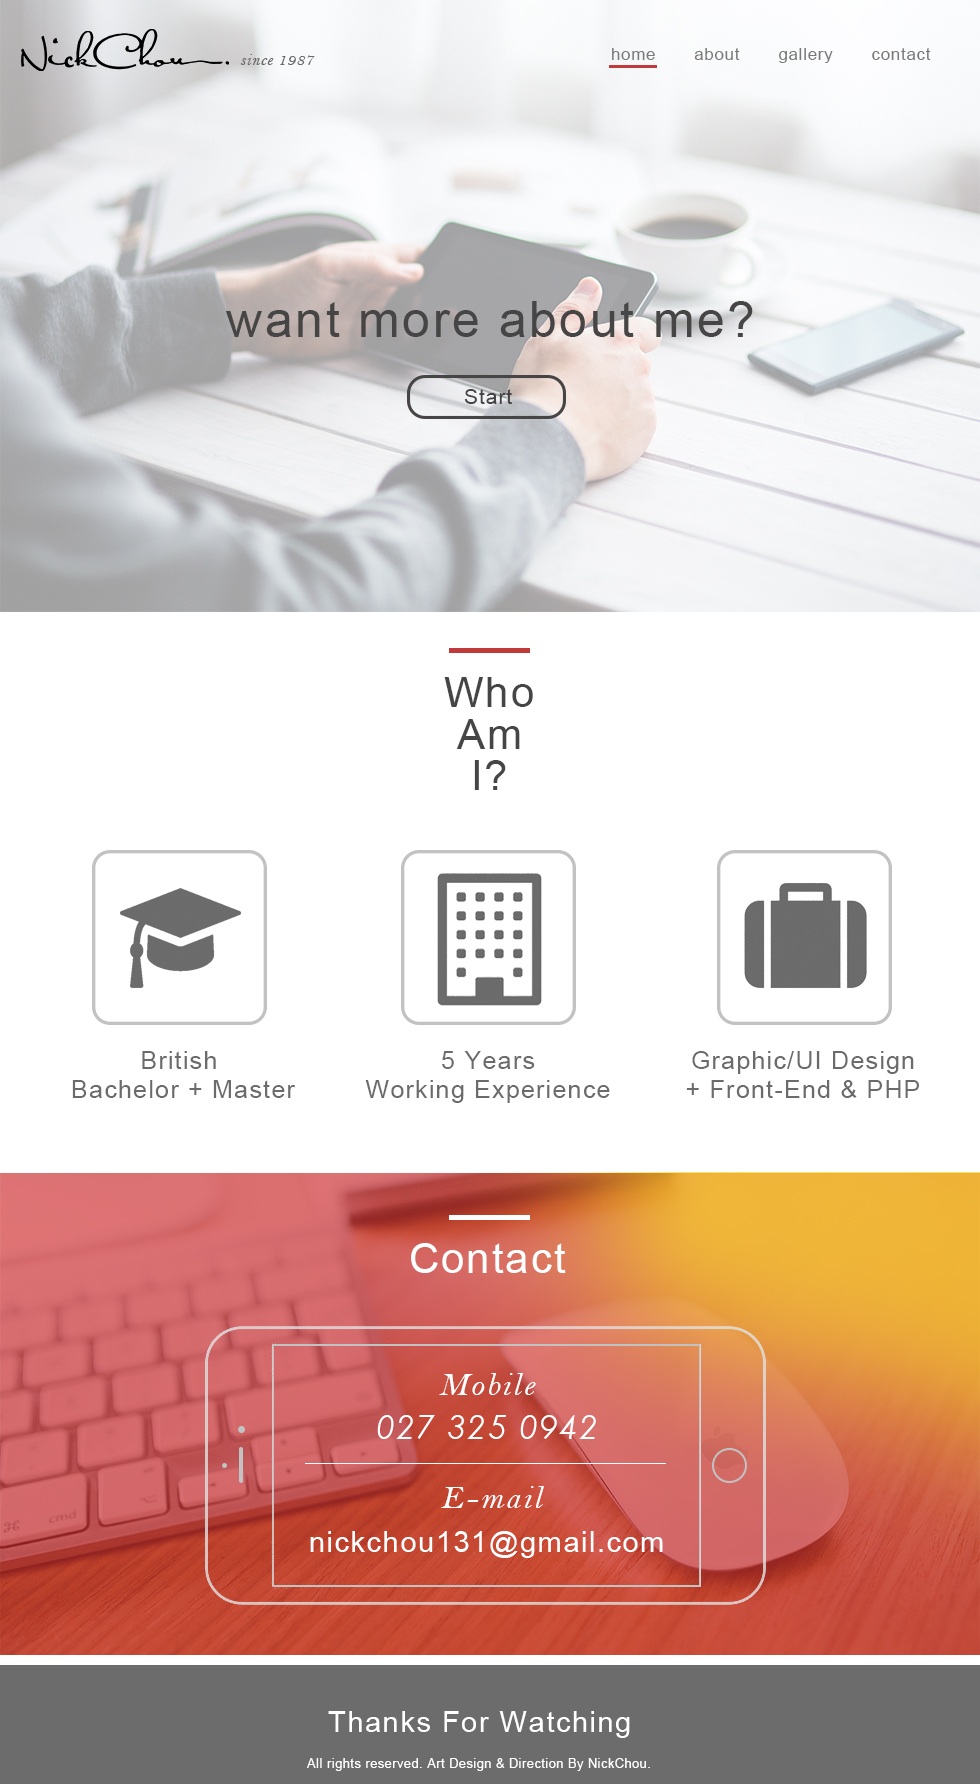 NickChou. since 1987
home about gallery contact
want more about me?
Start
Who
Am
I?
British
Bachelor + Master
5 Years
Working Experience
Graphic/UI Design
+ Front-End & PHP
Contact
Mobile
027 325 0942
E-mail
nickchou131@gmail.com
cmd
Thanks For Watching
All rights reserved. Art Design & Direction By NickChou.